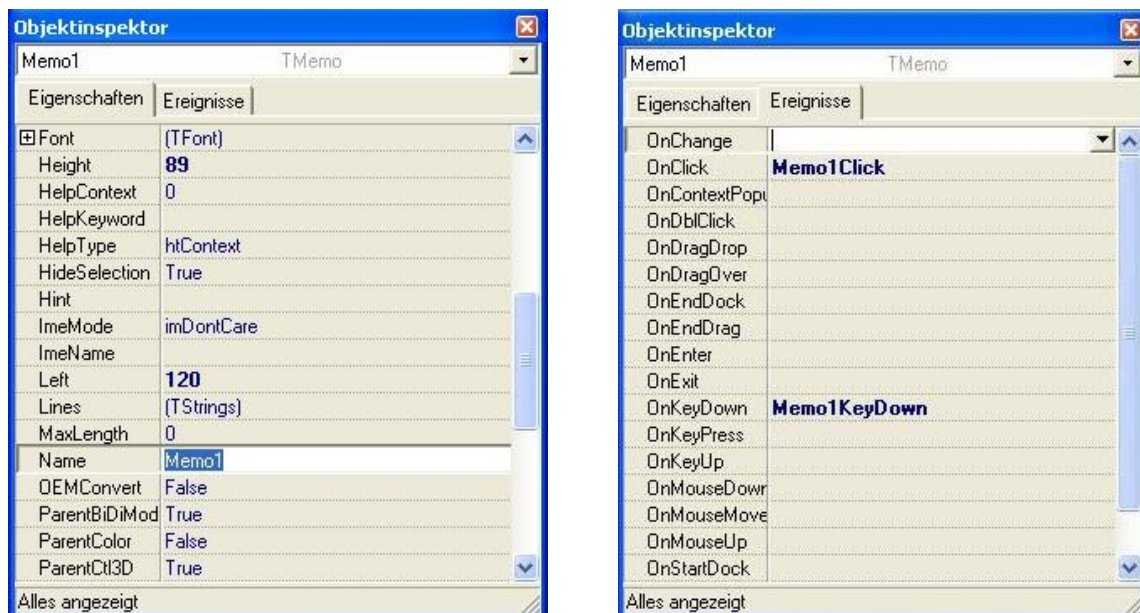 Objektinspektor
Memo1 TMemo
Eigenschaften Ereignisse
Font (TFont)
Height 89
HelpContext 0
HelpKeyword
HelpType htContext
HideSelection True
Hint
ImeMode imDontCare
ImeName
Left 120
Lines (TStrings)
MaxLength 0
Name Memo1
OEMConvert False
ParentBiDiMod True
ParentColor False
ParentCtl3D True
Alles angezeigt
Objektinspektor
Memo1 TMemo
Eigenschaften Ereignisse
OnChange
OnClick Memo1Click
OnContextPopu
OnDblClick
OnDragDrop
OnDragOver
OnEndDock
OnEndDrag
OnEnter
OnExit
OnKeyDown Memo1KeyDown
OnKeyPress
OnKeyUp
OnMouseDown
OnMouseMove
OnMouseUp
OnStartDock
Alles angezeigt